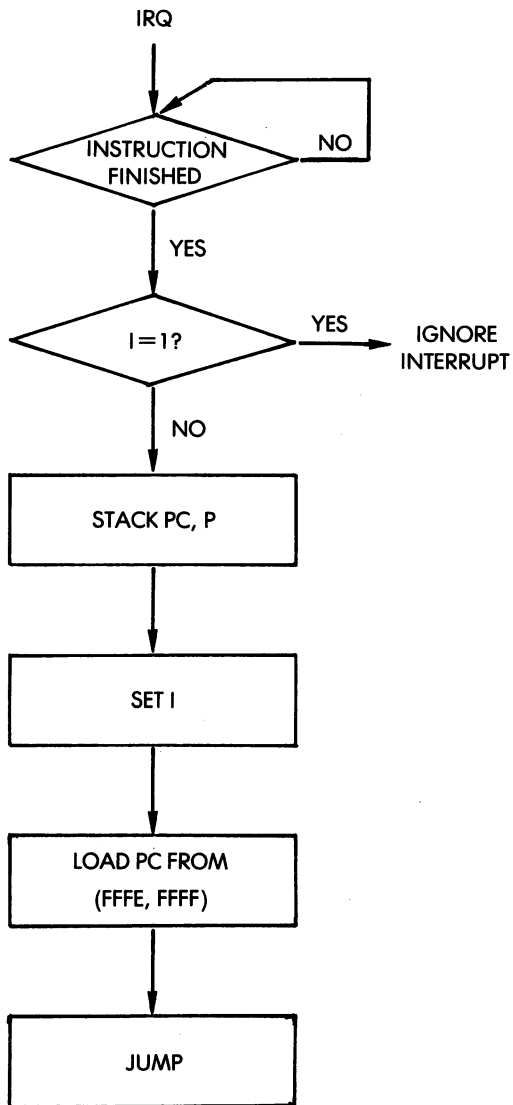 IRQ
INSTRUCTION
FINISHED
NO
YES
I=1?
YES
IGNORE
INTERRUPT
NO
STACK PC, P
SET I
LOAD PC FROM
(FFFE, FFFF)
JUMP